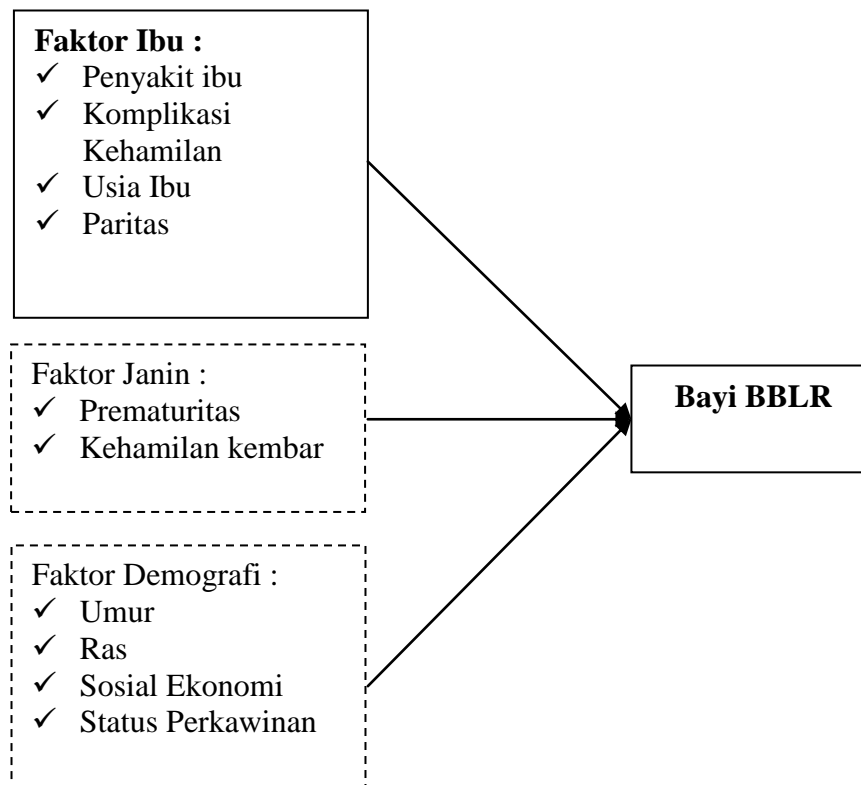 Faktor Ibu :
✓ Penyakit ibu
✓ Komplikasi
Kehamilan
✓ Usia Ibu
✓ Paritas
Faktor Janin :
✓ Prematuritas
✓ Kehamilan kembar
Bayi BBLR
Faktor Demografi :
✓ Umur
✓ Ras
✓ Sosial Ekonomi
✓ Status Perkawinan